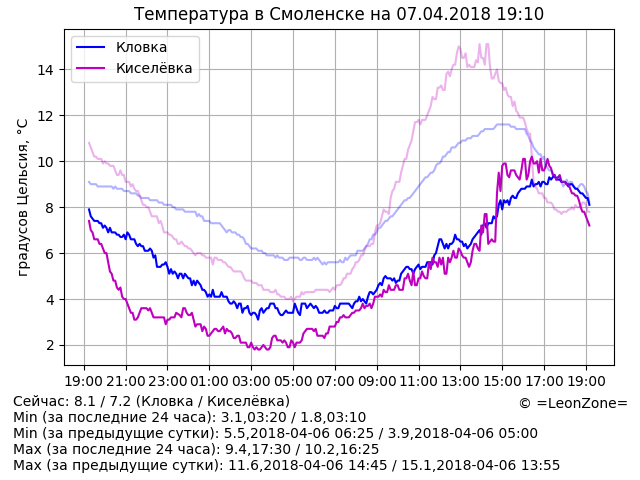 Температура в Смоленске на 07.04.2018 19:10
Кловка
Киселёвка
градусов Цельсия, °C
14
12
10
8
6
4
2
19:00 21:00 23:00 01:00 03:00 05:00 07:00 09:00 11:00 13:00 15:00 17:00 19:00
Сейчас: 8.1 / 7.2 (Кловка / Киселёвка)
© =LeonZone=
Min (за последние 24 часа): 3.1,03:20 / 1.8,03:10
Min (за предыдущие сутки): 5.5,2018-04-06 06:25 / 3.9,2018-04-06 05:00
Max (за последние 24 часа): 9.4,17:30 / 10.2,16:25
Max (за предыдущие сутки): 11.6,2018-04-06 14:45 / 15.1,2018-04-06 13:55